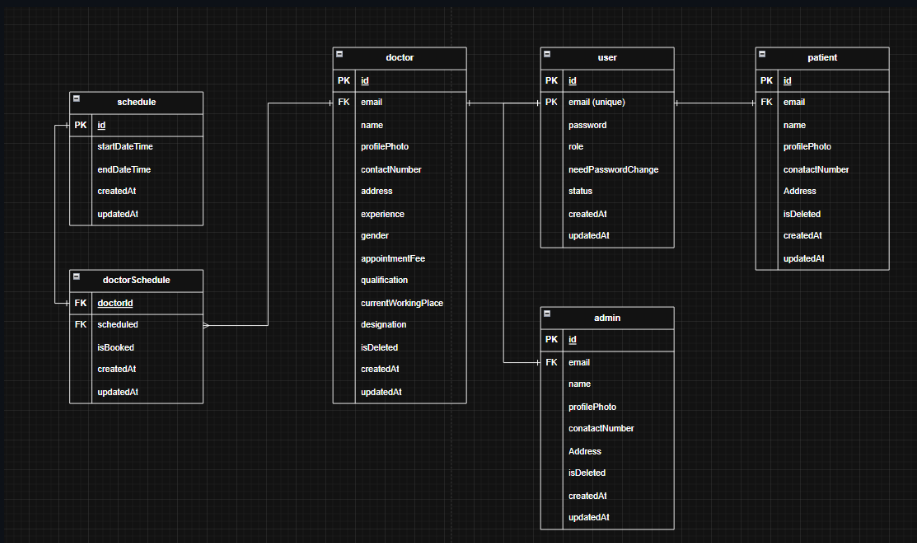 schedule
PK id
startDateTime
endDateTime
createdAt
updatedAt
doctorSchedule
FK doctorId
FK scheduled
isBooked
createdAt
updatedAt
doctor
PK id
FK email
name
profilePhoto
contactNumber
address
experience
gender
appointmentFee
qualification
currentWorkingPlace
designation
isDeleted
createdAt
updatedAt
user
PK id
PK email (unique)
password
role
needPasswordChange
status
createdAt
updatedAt
admin
PK id
FK email
name
profilePhoto
conatactNumber
Address
isDeleted
createdAt
updatedAt
patient
PK id
FK email
name
profilePhoto
conatactNumber
Address
isDeleted
createdAt
updatedAt